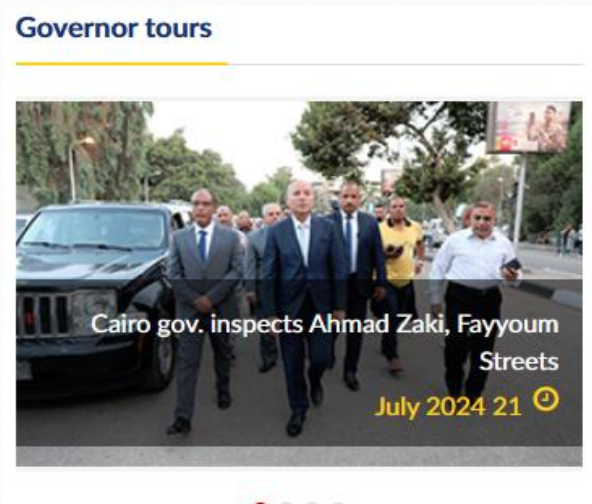 Governor tours
Cairo gov. inspects Ahmad Zaki, Fayyoum
Streets
July 2024 21